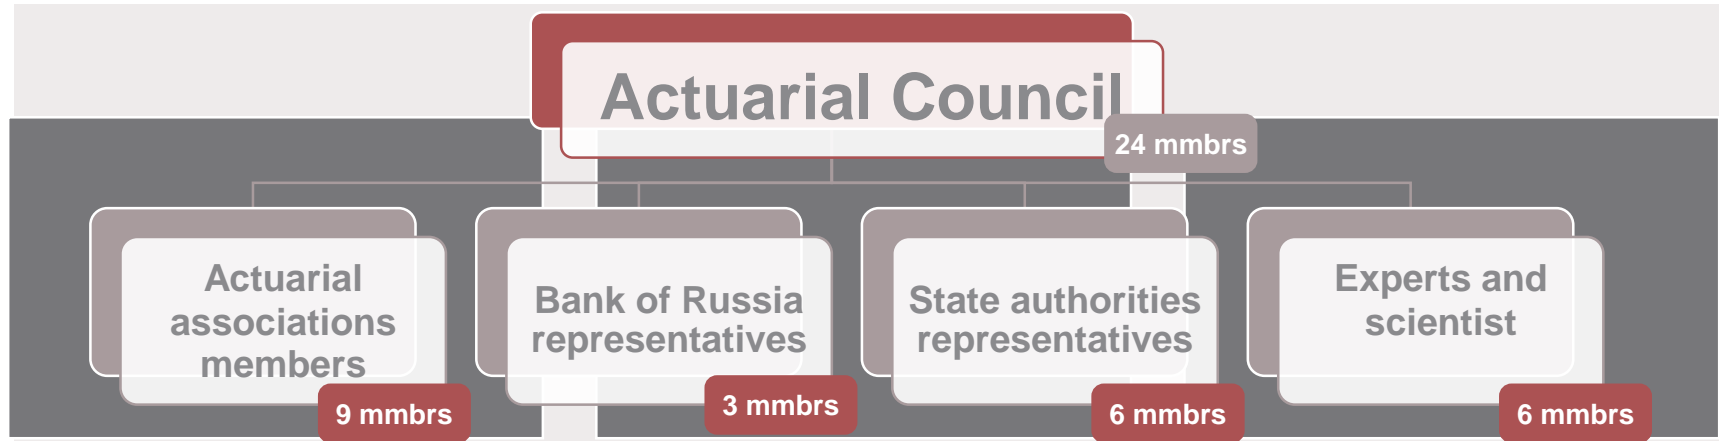 Actuarial Council
24 mmbrs
Actuarial
associations
members
9 mmbrs
Bank of Russia
representatives
3 mmbrs
State authorities
representatives
6 mmbrs
Experts and
scientist
6 mmbrs